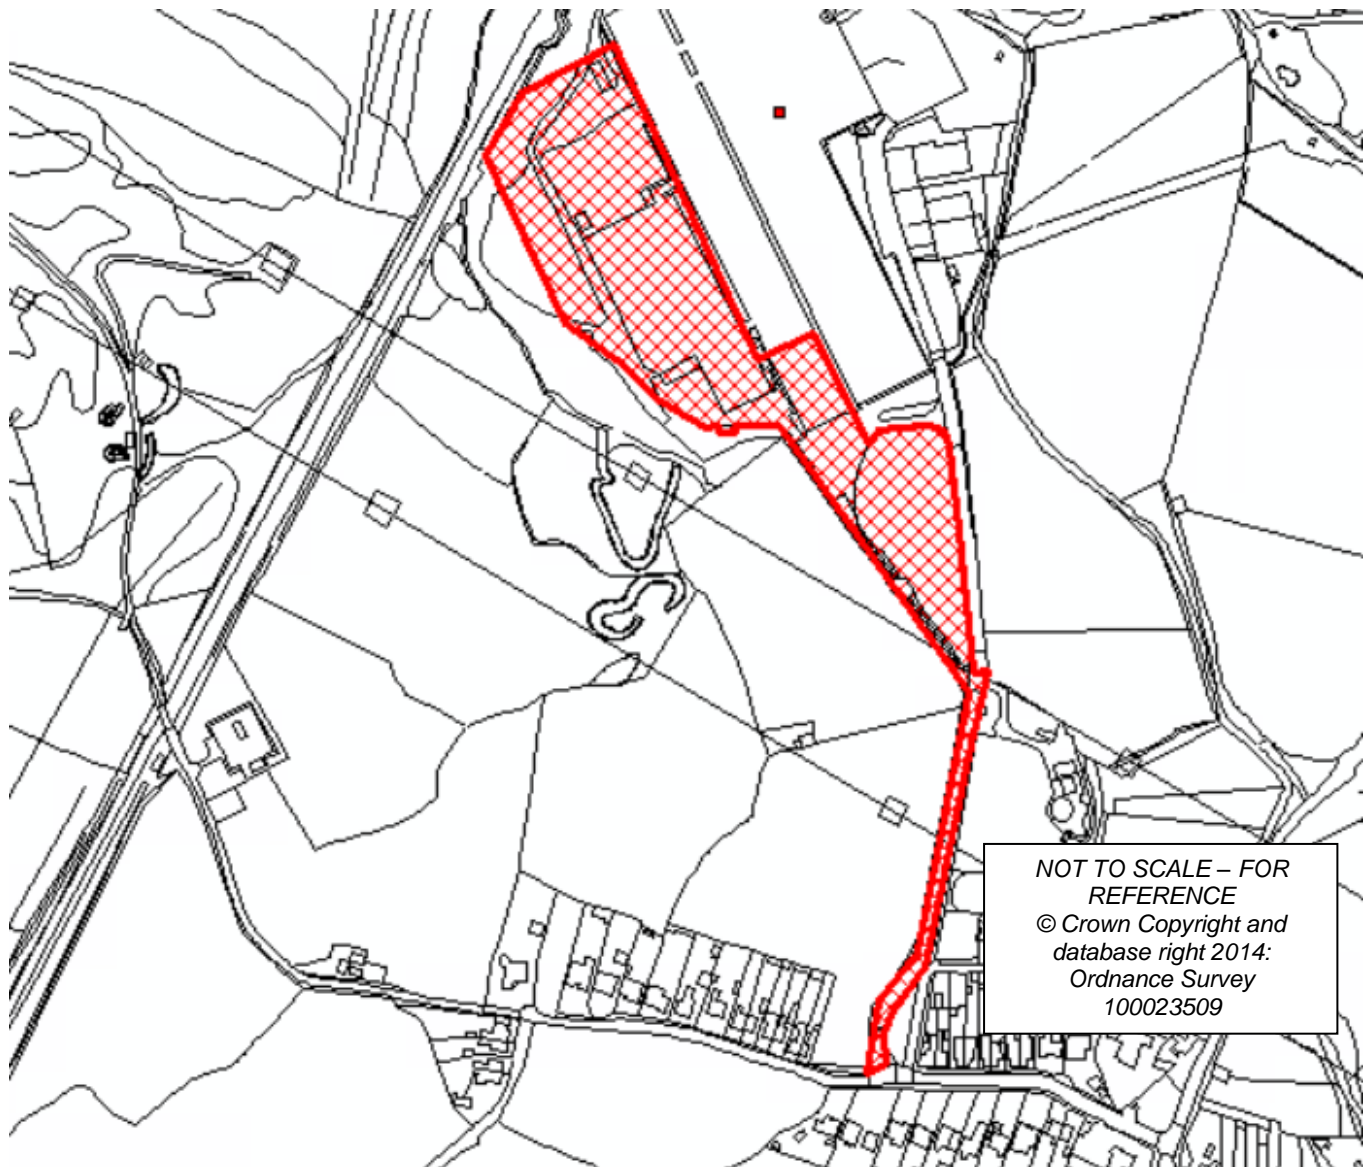 NOT TO SCALE – FOR
REFERENCE
© Crown Copyright and
database right 2014:
Ordnance Survey
100023509